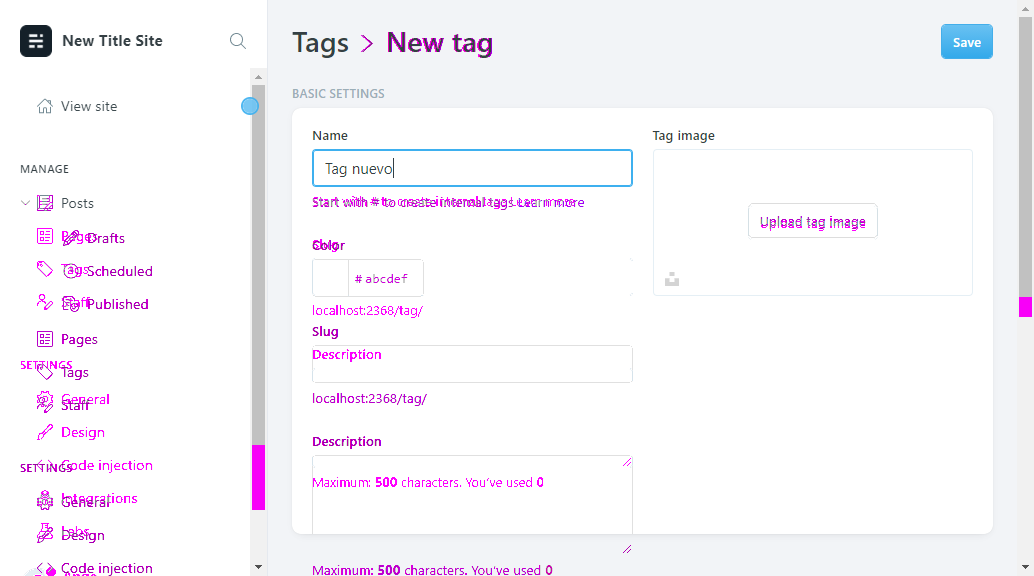 New Title Site
Tags > New tag
Save
View site
BASIC SETTINGS
Name
Tag image
MANAGE
Tag nuevo
Posts
Start with # to create internal tags Learn more
Upload tag image
Pages
Drafts
Color
Slug
Tags
Scheduled
# abcdef
Staff
Published
localhost:2368/tag/
Slug
Pages
Description
SETTINGS
Tags
General
Staff
localhost:2368/tag/
Design
Description
Code injection
SETTINGS
Maximum: 500 characters. You've used 0
Integrations
General
Labs
Design
Code injection
Maximum: 500 characters. You've used 0